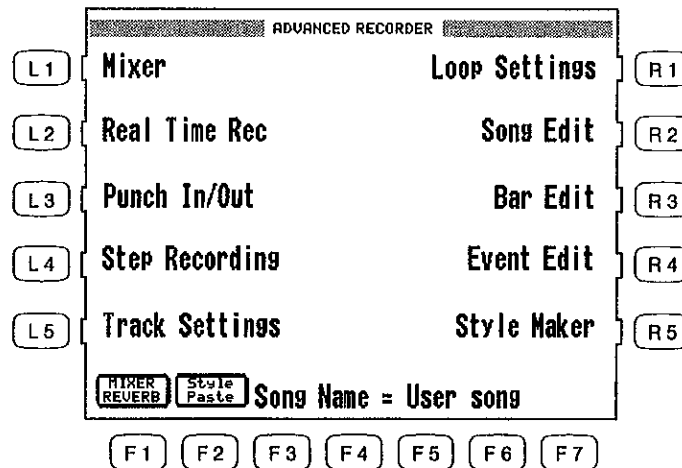 ADVANCED RECORDER
L1 Mixer Loop Settings R1
L2 Real Time Rec Song Edit R2
L3 Punch In/Out Bar Edit R3
L4 Step Recording Event Edit R4
L5 Track Settings Style Maker R5
MIXER REVERB Style Paste Song Name = User song
F1 F2 F3 F4 F5 F6 F7